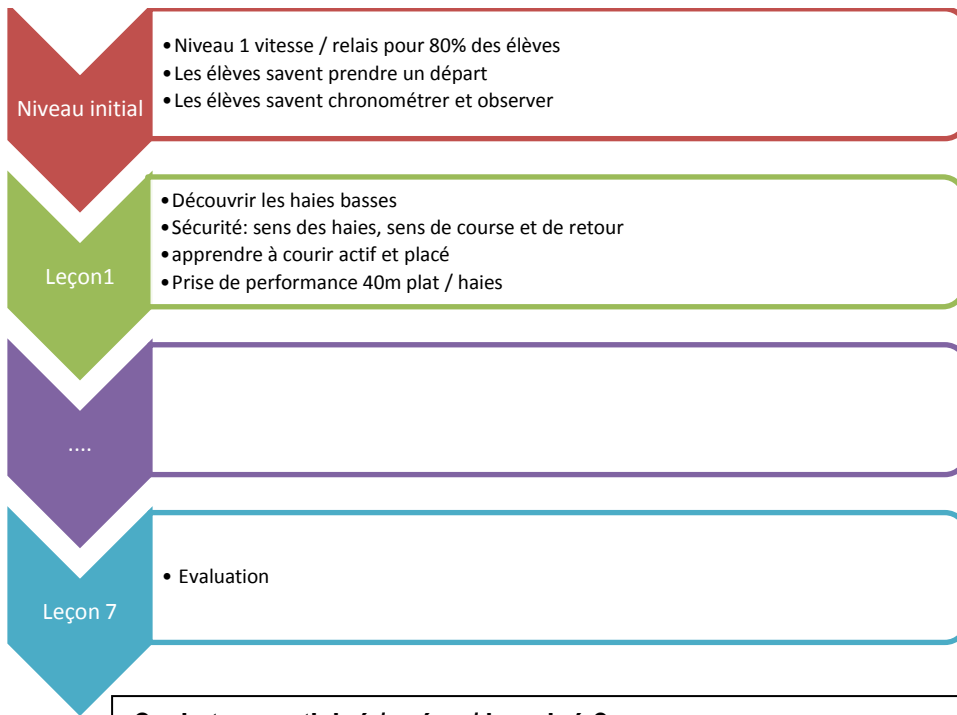 Niveau initial
•Niveau 1 vitesse / relais pour 80% des élèves
•Les élèves savent prendre un départ
•Les élèves savent chronométrer et observer
Leçon1
•Découvrir les haies basses
•Sécurité: sens des haies, sens de course et de retour
•apprendre à courir actif et placé
•Prise de performance 40m plat / haies
....
Leçon 7
• Evaluation